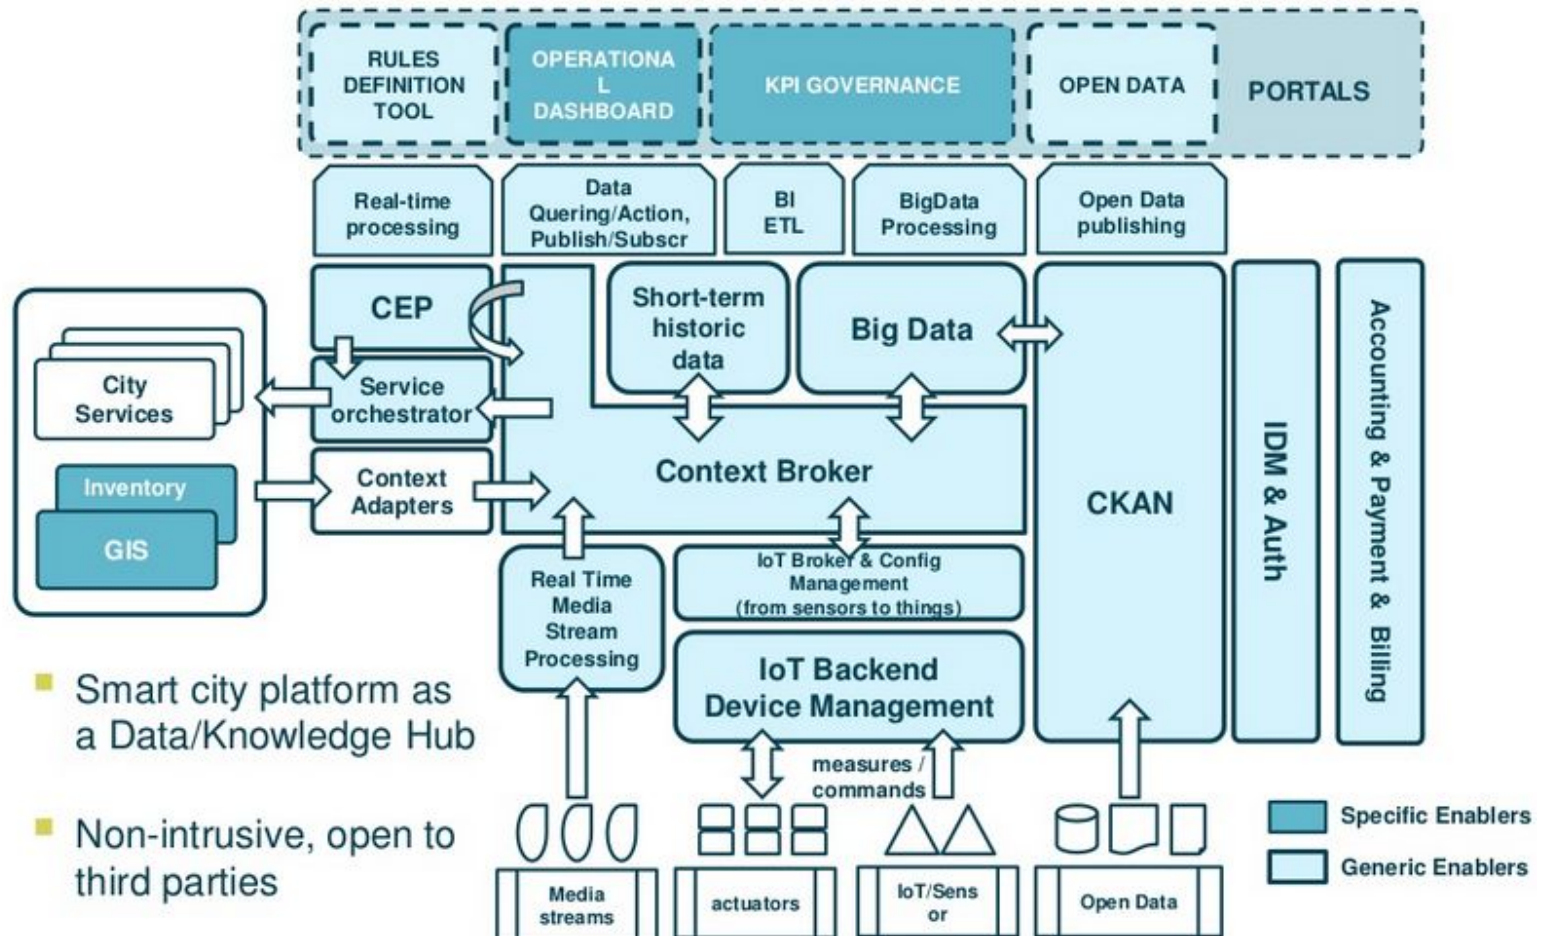 RULES
DEFINITION
TOOL
OPERATIONA
L
DASHBOARD
KPI GOVERNANCE
OPEN DATA
PORTALS
Real-time
processing
Data
Quering/Action,
Publish/Subscr
BI
ETL
BigData
Processing
Open Data
publishing
CEP
Short-term
historic
data
Big Data
City
Services
Service
orchestrator
Inventory
GIS
Context
Adapters
Context Broker
CKAN
IDM & Auth
Accounting & Payment & Billing
Real Time
Media
Stream
Processing
IoT Broker & Config
Management
(from sensors to things)
IoT Backend
Device Management
Smart city platform as
a Data/Knowledge Hub
Non-intrusive, open to
third parties
measures /
commands
Media
streams
actuators
IoT/Sens
or
Open Data
Specific Enablers
Generic Enablers